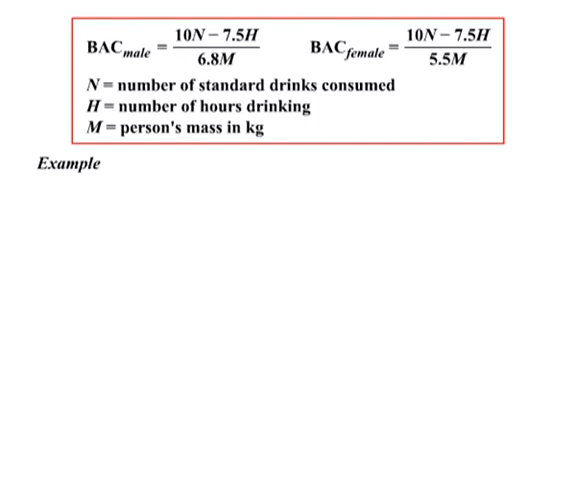 BACmale = 10N – 7.5H / 6.8M BACfemale = 10N – 7.5H / 5.5M
N = number of standard drinks consumed
H = number of hours drinking
M = person's mass in kg
Example